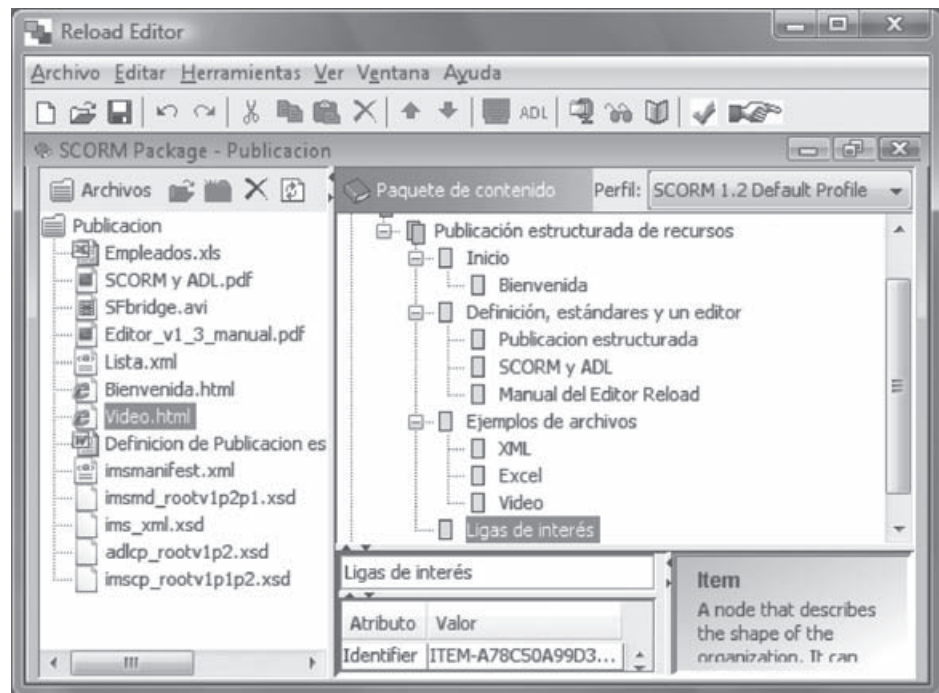 Reload Editor
Archivo Editar Herramientas Ver Ventana Ayuda
ADL
SCORM Package - Publicacion
Archivos
Publicacion
Empleados.xls
SCORM y ADL.pdf
SFbridge.avi
Editor_v1_3_manual.pdf
Lista.xml
Bienvenida.html
Video.html
Definicion de Publicacion es
imsmanifest.xml
imsmd_rootv1p2p1.xsd
ims_xml.xsd
adlcp_rootv1p2.xsd
imscp_rootv1p1p2.xsd
Paquete de contenido Perfil: SCORM 1.2 Default Profile
Publicación estructurada de recursos
Inicio
Bienvenida
Definición, estándares y un editor
Publicacion estructurada
SCORM y ADL
Manual del Editor Reload
Ejemplos de archivos
XML
Excel
Video
Ligas de interés
Ligas de interés
Atributo Valor
Identifier ITEM-A78C50A99D3...
Item
A node that describes
the shape of the
organization. It can